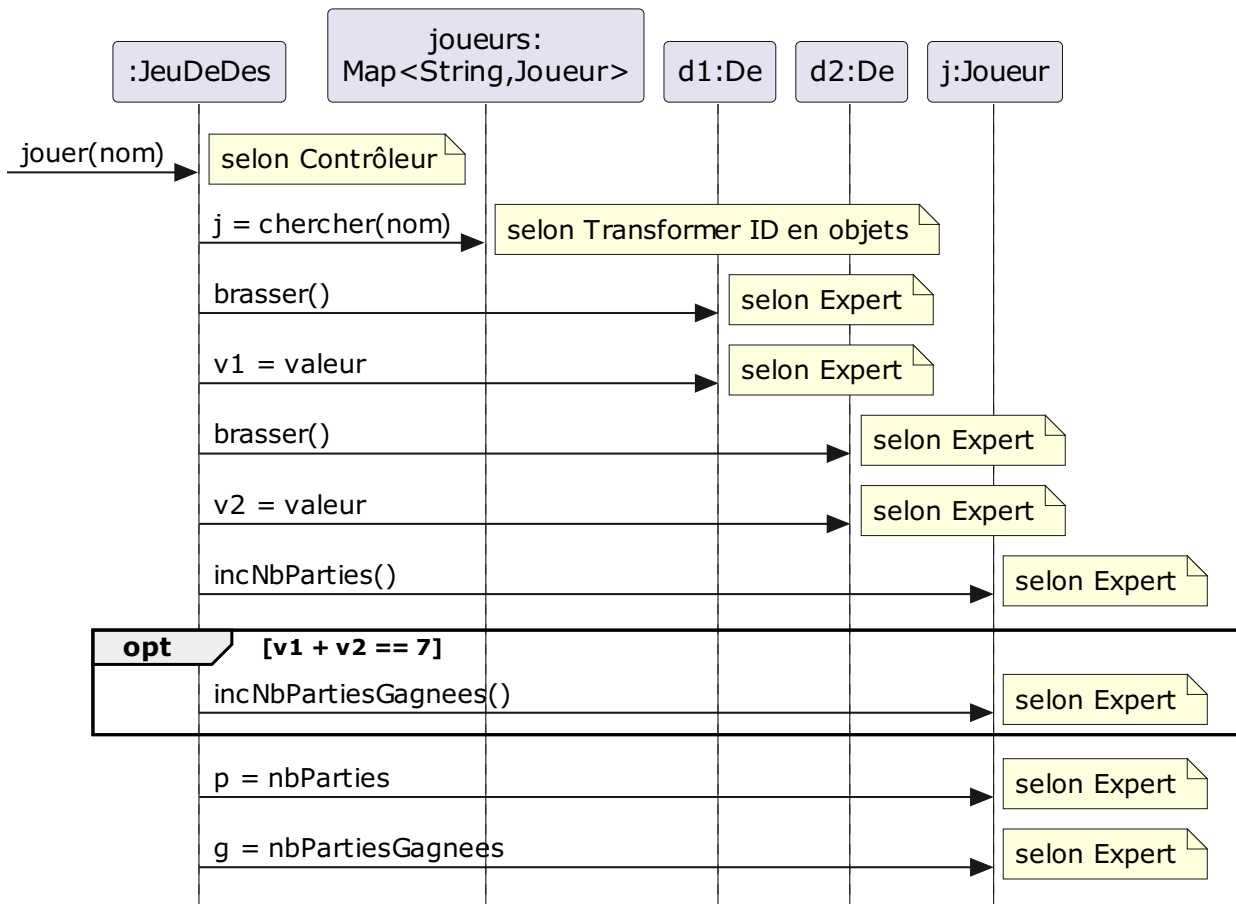 joueurs:
:JeuDeDes Map<String,Joueur> d1:De d2:De j:Joueur
jouer(nom) selon Contrôleur
j = chercher(nom) selon Transformer ID en objets
brasser() selon Expert
v1 = valeur selon Expert
brasser() selon Expert
v2 = valeur selon Expert
incNbParties() selon Expert
opt [v1 + v2 == 7]
incNbPartiesGagnees() selon Expert
p = nbParties selon Expert
g = nbPartiesGagnees selon Expert